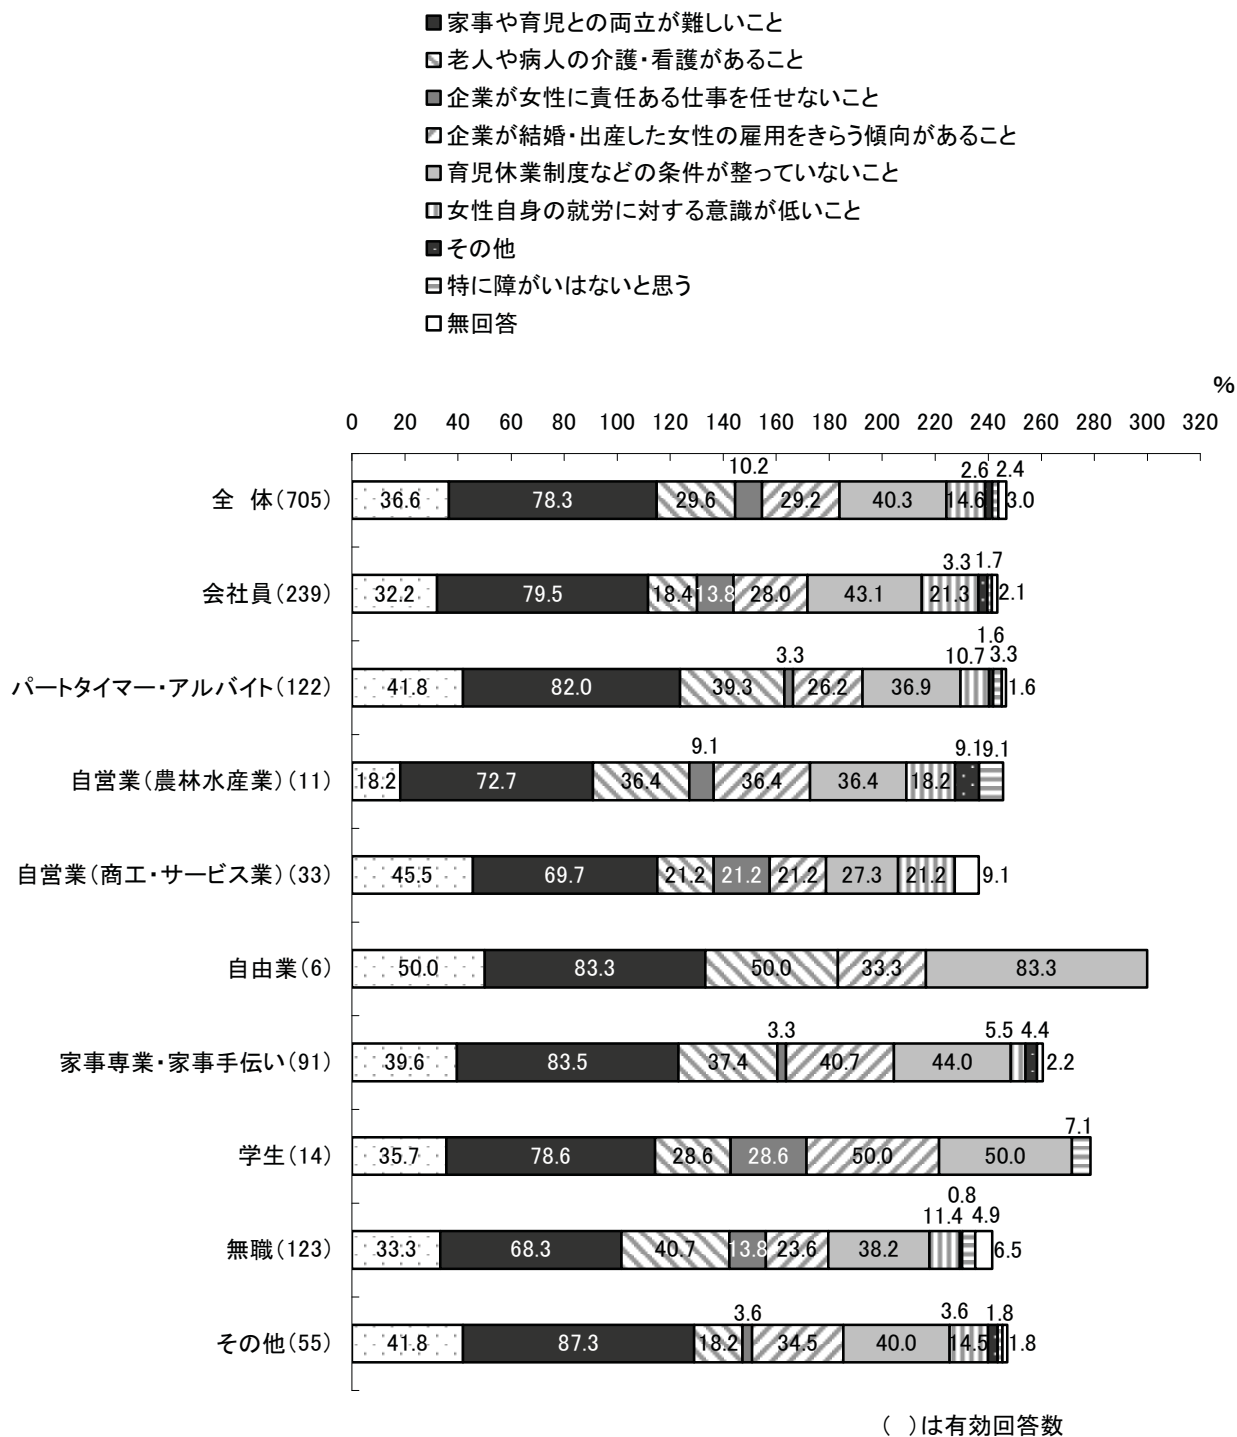 家事や育児との両立が難しいこと
老人や病人の介護・看護があること
企業が女性に責任ある仕事を任せないこと
企業が結婚・出産した女性の雇用をきらう傾向があること
育児休業制度などの条件が整っていないこと
女性自身の就労に対する意識が低いこと
その他
特に障がいはないと思う
無回答
%
0 20 40 60 80 100 120 140 160 180 200 220 240 260 280 300 320
10.2 2.6 2.4
全 体(705) 36.6 78.3 29.6 29.2 40.3 14.6 3.0
3.3 1.7
会社員(239) 32.2 79.5 18.4 13.8 28.0 43.1 21.3 2.1
1.6
3.3 10.7 3.3
パートタイマー・アルバイト(122) 41.8 82.0 39.3 26.2 36.9 1.6
9.1 9.1 9.1
自営業(農林水産業)(11) 18.2 72.7 36.4 36.4 36.4 18.2
自営業(商工・サービス業)(33) 45.5 69.7 21.2 21.2 21.2 27.3 21.2 9.1
自由業(6) 50.0 83.3 50.0 33.3 83.3
3.3 5.5 4.4
家事専業・家事手伝い(91) 39.6 83.5 37.4 40.7 44.0 2.2
7.1
学生(14) 35.7 78.6 28.6 28.6 50.0 50.0
0.8
11.4 4.9
無職(123) 33.3 68.3 40.7 13.8 23.6 38.2 6.5
3.6 3.6 1.8
その他(55) 41.8 87.3 18.2 34.5 40.0 14.5 1.8
( )は有効回答数